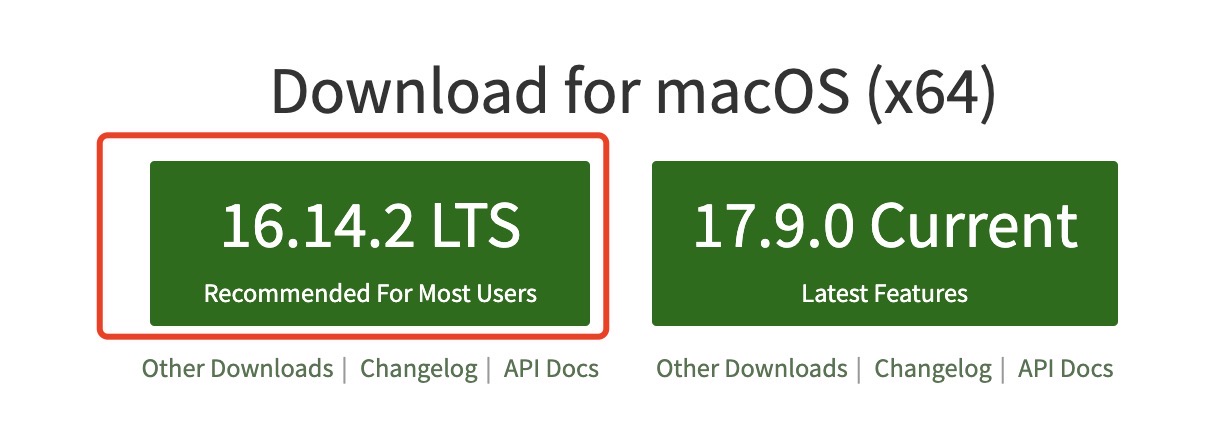 Download for macOS (x64)
16.14.2 LTS
Recommended For Most Users
Other Downloads | Changelog | API Docs
17.9.0 Current
Latest Features
Other Downloads | Changelog | API Docs